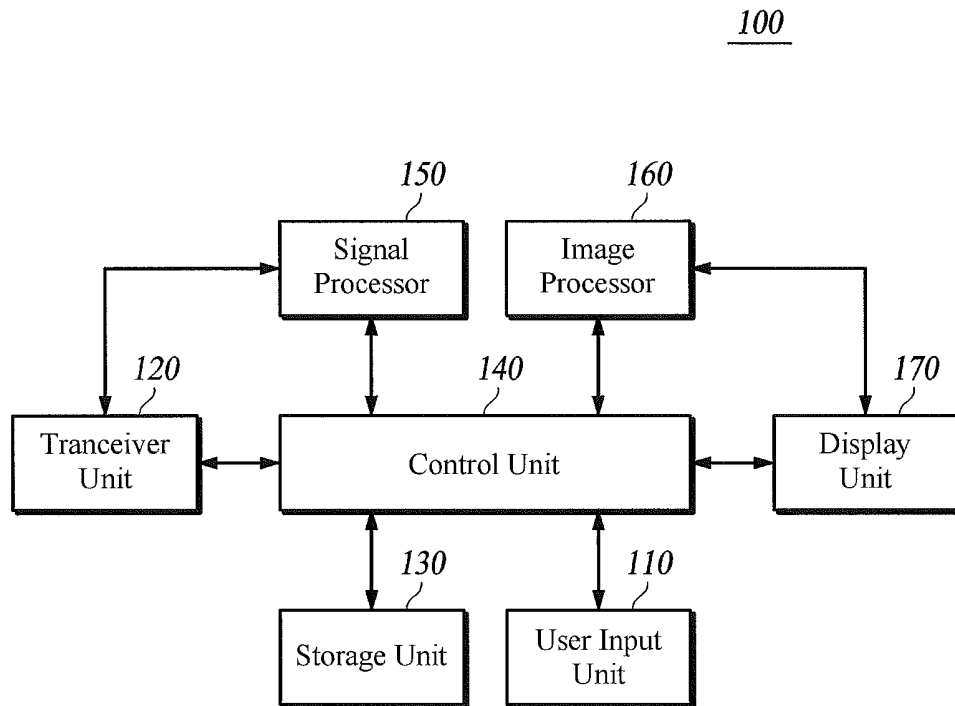 100
150
160
Signal
Processor
Image
Processor
120
140
170
Tranceiver
Unit
Control Unit
Display
Unit
130
110
Storage Unit
User Input
Unit